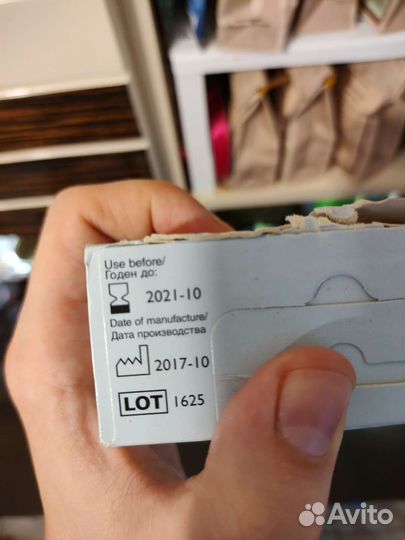 Use before/
Годен до:
2021-10
Date of manufacture/
Дата производства
2017-10
LOT 1625
Avito